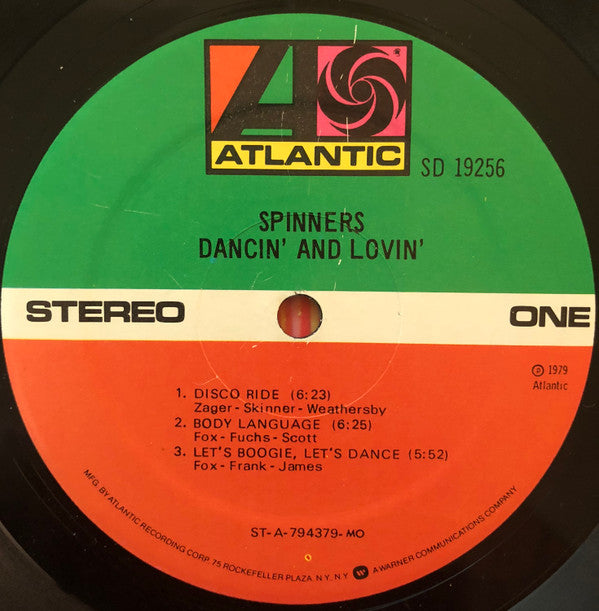 ATLANTIC
SD 19256
SPINNERS
DANCIN' AND LOVIN'
STEREO
ONE
℗ 1979
Atlantic
1. DISCO RIDE (6:23)
Zager - Skinner - Weathersby
2. BODY LANGUAGE (6:25)
Fox - Fuchs - Scott
3. LET'S BOOGIE, LET'S DANCE (5:52)
Fox - Frank - James
ST-A-794379-MO
MFG. BY ATLANTIC RECORDING CORP. 75 ROCKEFELLER PLAZA. N.Y. N.Y. A WARNER COMMUNICATIONS COMPANY